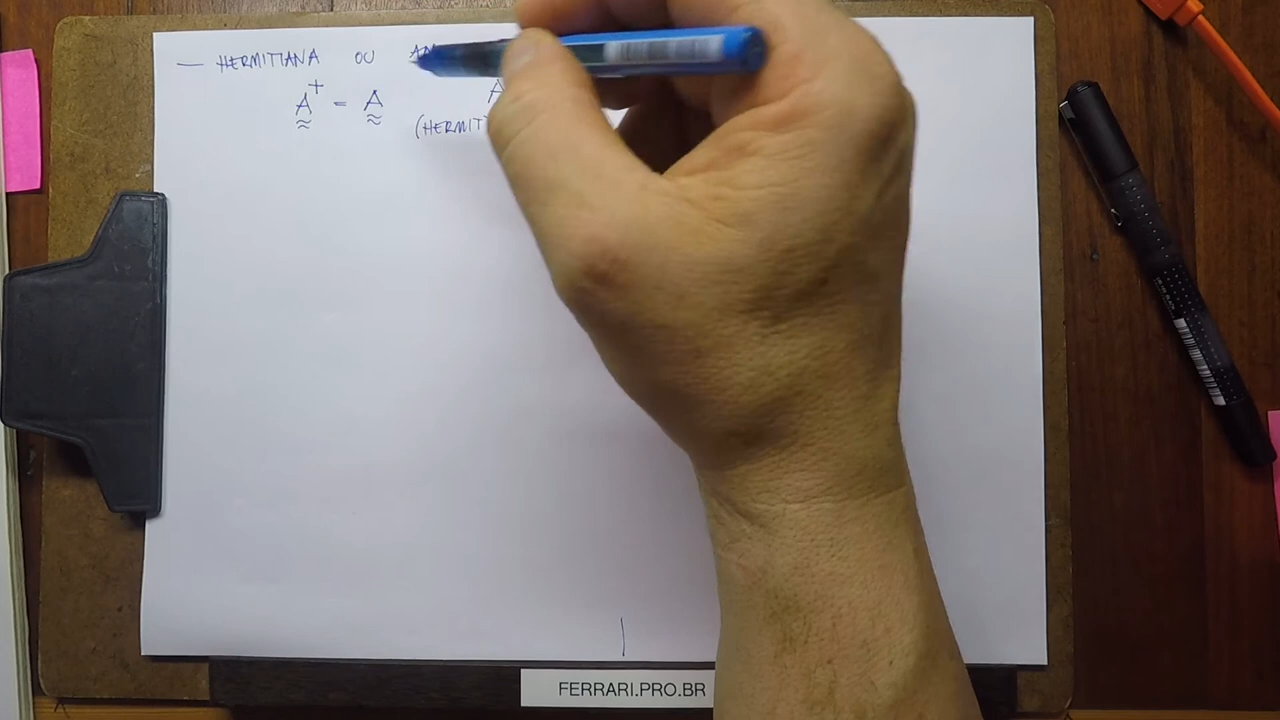 — HERMITIANA OU
A⁺ = A A
≈ ≈
(HERMIT
FERRARI.PRO.BR